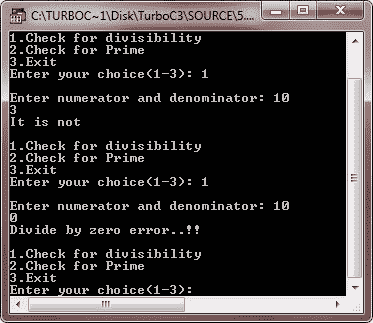 C:\TURBOC~1\Disk\TurboC3\SOURCE\5....
1.Check for divisibility
2.Check for Prime
3.Exit
Enter your choice(1-3): 1
Enter numerator and denominator: 10
3
It is not
1.Check for divisibility
2.Check for Prime
3.Exit
Enter your choice(1-3): 1
Enter numerator and denominator: 10
0
Divide by zero error..!!
1.Check for divisibility
2.Check for Prime
3.Exit
Enter your choice(1-3):